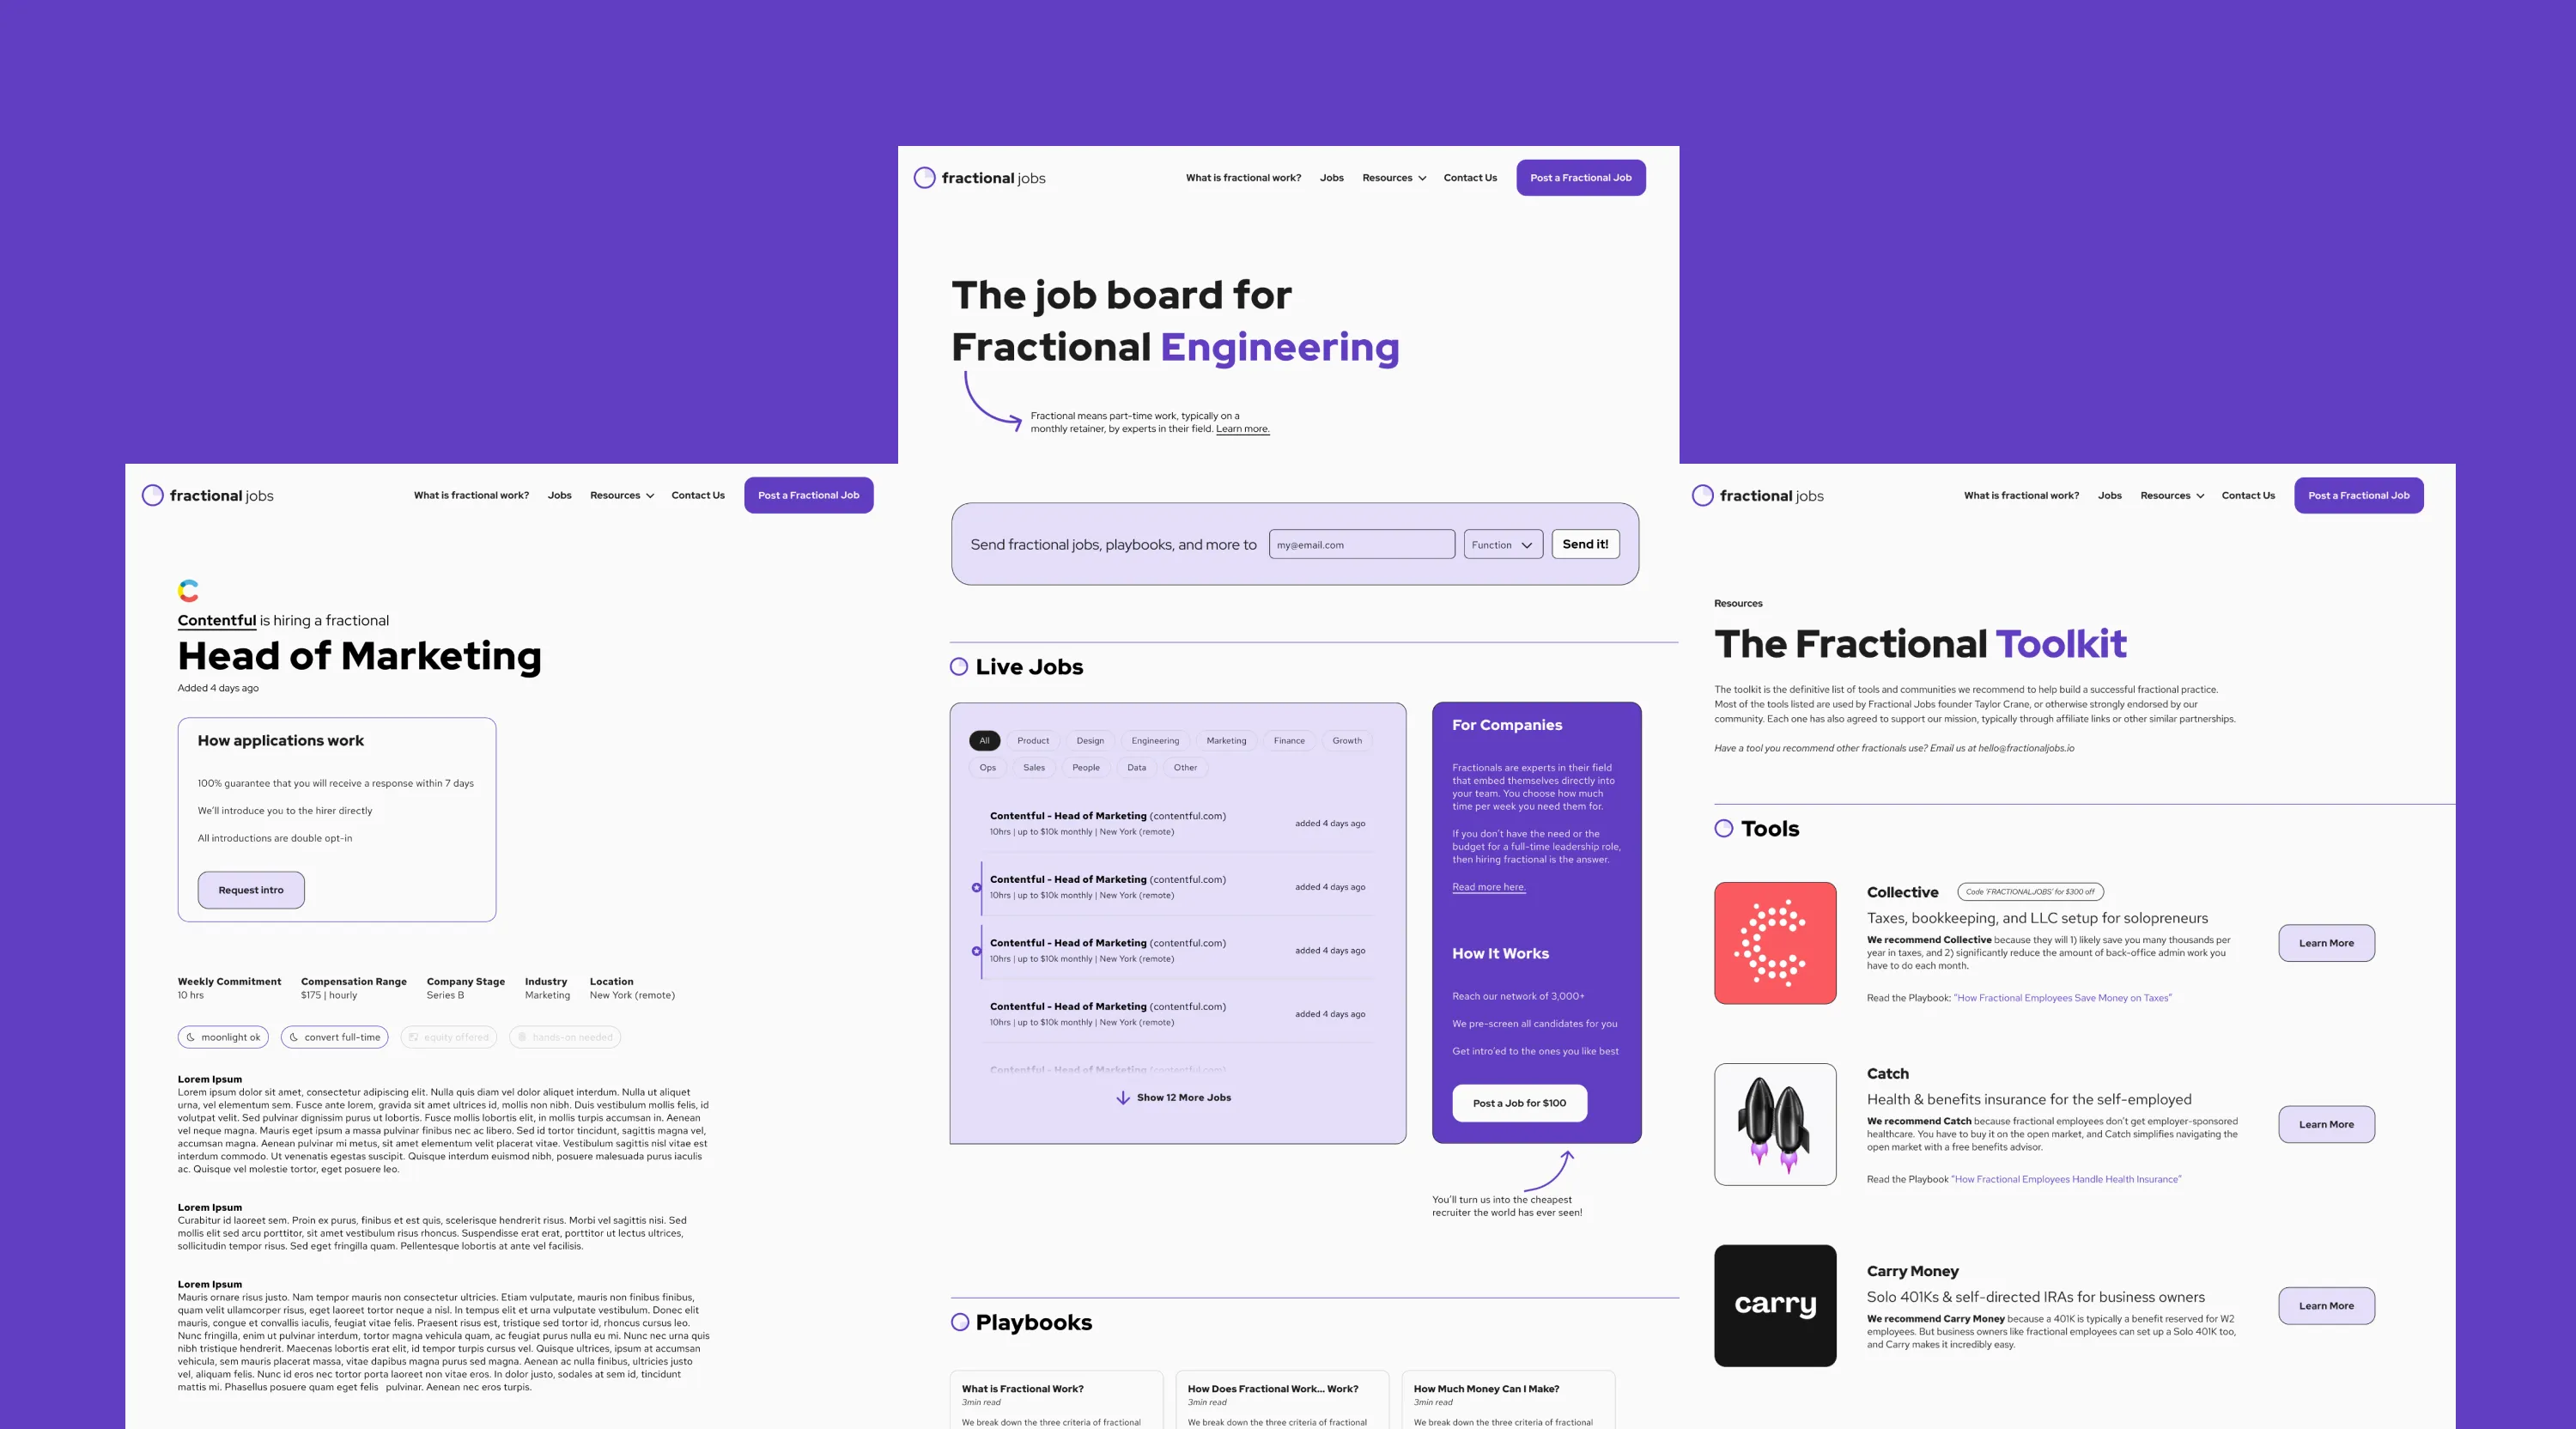 fractional jobs
What is fractional work?
Jobs
Resources
Contact Us
Post a Fractional Job
The job board for
Fractional Engineering
Fractional means part-time work, typically on a
monthly retainer, by experts in their field. Learn more.
Send fractional jobs, playbooks, and more to
my@email.com
Function
Send it!
Live Jobs
All
Product
Design
Engineering
Marketing
Finance
Growth
Ops
Sales
People
Data
Other
Contentful - Head of Marketing (contentful.com)
10hrs | up to $10k monthly | New York (remote)
added 4 days ago
Contentful - Head of Marketing (contentful.com)
10hrs | up to $10k monthly | New York (remote)
added 4 days ago
Contentful - Head of Marketing (contentful.com)
10hrs | up to $10k monthly | New York (remote)
added 4 days ago
Contentful - Head of Marketing (contentful.com)
10hrs | up to $10k monthly | New York (remote)
added 4 days ago
Contentful - Head of Marketing (contentful.com)
Show 12 More Jobs
For Companies
Fractionals are experts in their field
that embed themselves directly into
your team. You choose how much
time per week you need them for.
If you don't have the need or the
budget for a full-time leadership role,
then hiring fractional is the answer.
Read more here.
How It Works
Reach our network of 3,000+
We pre-screen all candidates for you
Get intro'ed to the ones you like best
Post a Job for $100
You'll turn us into the cheapest
recruiter the world has ever seen!
Playbooks
What is Fractional Work?
3min read
We break down the three criteria of fractional
How Does Fractional Work... Work?
3min read
We break down the three criteria of fractional
How Much Money Can I Make?
3min read
We break down the three criteria of fractional
fractional jobs
What is fractional work?
Jobs
Resources
Contact Us
Post a Fractional Job
Contentful is hiring a fractional
Head of Marketing
Added 4 days ago
How applications work
100% guarantee that you will receive a response within 7 days
We'll introduce you to the hirer directly
All introductions are double opt-in
Request intro
Weekly Commitment
10 hrs
Compensation Range
$175 | hourly
Company Stage
Series B
Industry
Marketing
Location
New York (remote)
moonlight ok
convert full-time
equity offered
hands-on needed
Lorem Ipsum
Lorem ipsum dolor sit amet, consectetur adipiscing elit. Nulla quis diam vel dolor aliquet interdum. Nulla ut aliquet
urna, vel elementum sem. Fusce ante lorem, gravida sit amet ultrices id, mollis non nibh. Duis vestibulum mollis felis, id
volutpat velit. Sed pulvinar dignissim purus ut lobortis. Fusce mollis lobortis elit, in mollis turpis accumsan in. Aenean
vel neque magna. Mauris eget ipsum a massa pulvinar finibus nec ac libero. Sed id tortor tincidunt, sagittis magna vel,
accumsan magna. Aenean pulvinar mi metus, sit amet elementum velit placerat vitae. Vestibulum sagittis nisl vitae est
interdum commodo. Ut venenatis egestas suscipit. Quisque interdum euismod nibh, posuere malesuada purus iaculis
ac. Quisque vel molestie tortor, eget posuere leo.
Lorem Ipsum
Curabitur id laoreet sem. Proin ex purus, finibus et est quis, scelerisque hendrerit risus. Morbi vel sagittis nisi. Sed
mollis elit sed arcu porttitor, sit amet vestibulum risus rhoncus. Suspendisse erat erat, porttitor ut lectus ultrices,
sollicitudin tempor risus. Sed eget fringilla quam. Pellentesque lobortis at ante vel facilisis.
Lorem Ipsum
Mauris ornare risus justo. Nam tempor mauris non consectetur ultricies. Etiam vulputate, mauris non finibus finibus,
quam velit ullamcorper risus, eget laoreet tortor neque a nisl. In tempus elit et urna vulputate vestibulum. Donec elit
mauris, congue et convallis iaculis, feugiat vitae felis. Praesent risus est, tristique sed tortor id, rhoncus cursus leo.
Nunc fringilla, enim ut pulvinar interdum, tortor magna vehicula quam, ac feugiat purus nulla eu mi. Nunc nec urna quis
nibh tristique hendrerit. Maecenas lobortis erat elit, id tempor turpis cursus vel. Quisque ultrices, ipsum at accumsan
vehicula, sem mauris placerat massa, vitae dapibus magna purus sed magna. Aenean ac nulla finibus, ultricies justo
vel, aliquam felis. Nunc id eros nec tortor porta laoreet non vitae eros. In dolor justo, sodales at sem id, tincidunt
mattis mi. Phasellus posuere quam eget felis pulvinar. Aenean nec eros turpis.
fractional jobs
What is fractional work?
Jobs
Resources
Contact Us
Post a Fractional Job
Resources
The Fractional Toolkit
The toolkit is the definitive list of tools and communities we recommend to help build a successful fractional practice.
Most of the tools listed are used by Fractional Jobs founder Taylor Crane, or otherwise strongly endorsed by our
community. Each one has also agreed to support our mission, typically through affiliate links or other similar partnerships.
Have a tool you recommend other fractionals use? Email us at hello@fractionaljobs.io
Tools
Collective
Code 'FRACTIONALJOBS' for $300 off
Taxes, bookkeeping, and LLC setup for solopreneurs
We recommend Collective because they will 1) likely save you many thousands per
year in taxes, and 2) significantly reduce the amount of back-office admin work you
have to do each month.
Read the Playbook: "How Fractional Employees Save Money on Taxes"
Learn More
Catch
Health & benefits insurance for the self-employed
We recommend Catch because fractional employees don't get employer-sponsored
healthcare. You have to buy it on the open market, and Catch simplifies navigating the
open market with a free benefits advisor.
Read the Playbook "How Fractional Employees Handle Health Insurance"
Learn More
carry
Carry Money
Solo 401Ks & self-directed IRAs for business owners
We recommend Carry Money because a 401K is typically a benefit reserved for W2
employees. But business owners like fractional employees can set up a Solo 401K too,
and Carry makes it incredibly easy.
Learn More